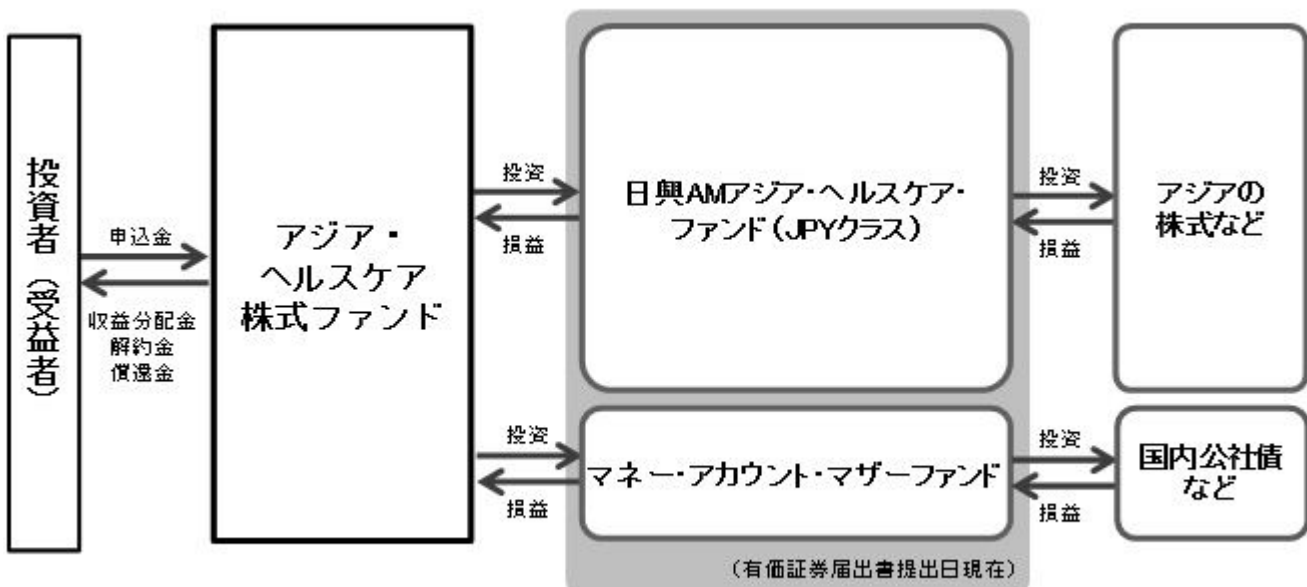 投資者（受益者）
申込金
収益分配金
解約金
償還金
アジア・
ヘルスケア
株式ファンド
投資
損益
日興AMアジア・ヘルスケア・
ファンド（JPYクラス）
投資
損益
アジアの
株式など
投資
損益
マネー・アカウント・マザーファンド
投資
損益
国内公社債
など
（有価証券届出書提出日現在）